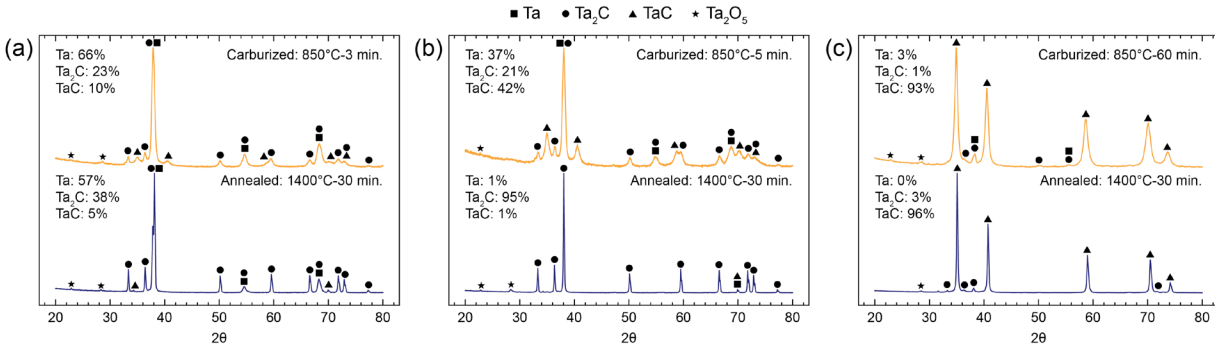 Ta Ta₂C TaC Ta₂O₅
(a)
Ta: 66%
Ta₂C: 23%
TaC: 10%
Carburized: 850°C-3 min.
Ta: 57%
Ta₂C: 38%
TaC: 5%
Annealed: 1400°C-30 min.
20 30 40 50 60 70 80
2θ
(b)
Ta: 37%
Ta₂C: 21%
TaC: 42%
Carburized: 850°C-5 min.
Ta: 1%
Ta₂C: 95%
TaC: 1%
Annealed: 1400°C-30 min.
20 30 40 50 60 70 80
2θ
(c)
Ta: 3%
Ta₂C: 1%
TaC: 93%
Carburized: 850°C-60 min.
Ta: 0%
Ta₂C: 3%
TaC: 96%
Annealed: 1400°C-30 min.
20 30 40 50 60 70 80
2θ